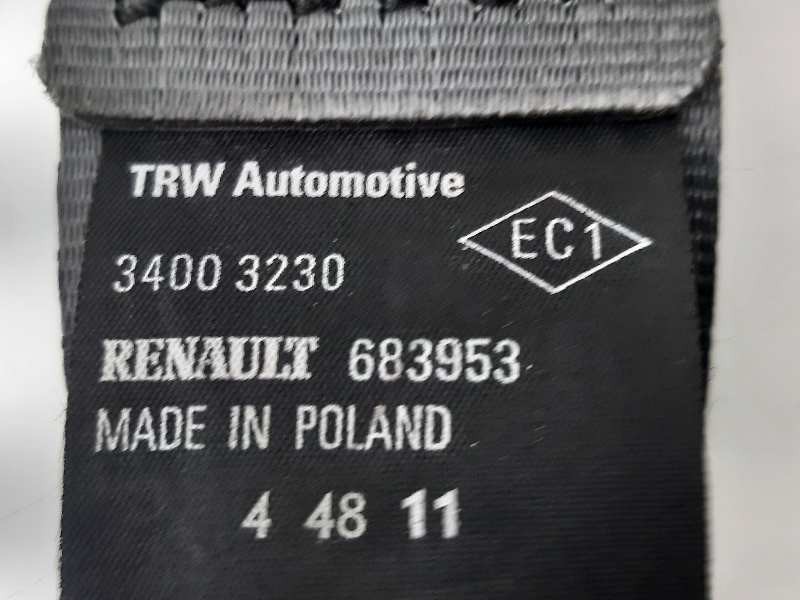 TRW Automotive
EC1
3400 3230
RENAULT 683953
MADE IN POLAND
4 48 11